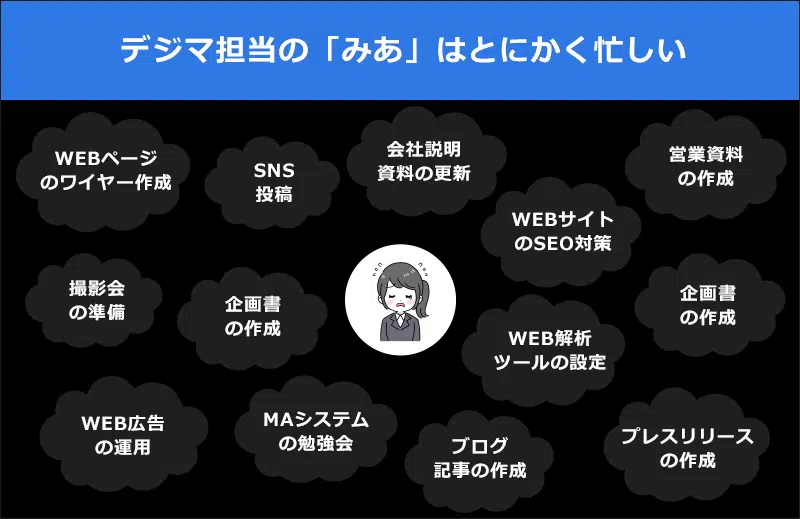 デジマ担当の「みあ」はとにかく忙しい
WEBページ
のワイヤー作成
SNS
投稿
会社説明
資料の更新
営業資料
の作成
WEBサイト
のSEO対策
撮影会
の準備
企画書
の作成
企画書
の作成
WEB解析
ツールの設定
WEB広告
の運用
MAシステム
の勉強会
ブログ
記事の作成
プレスリリース
の作成